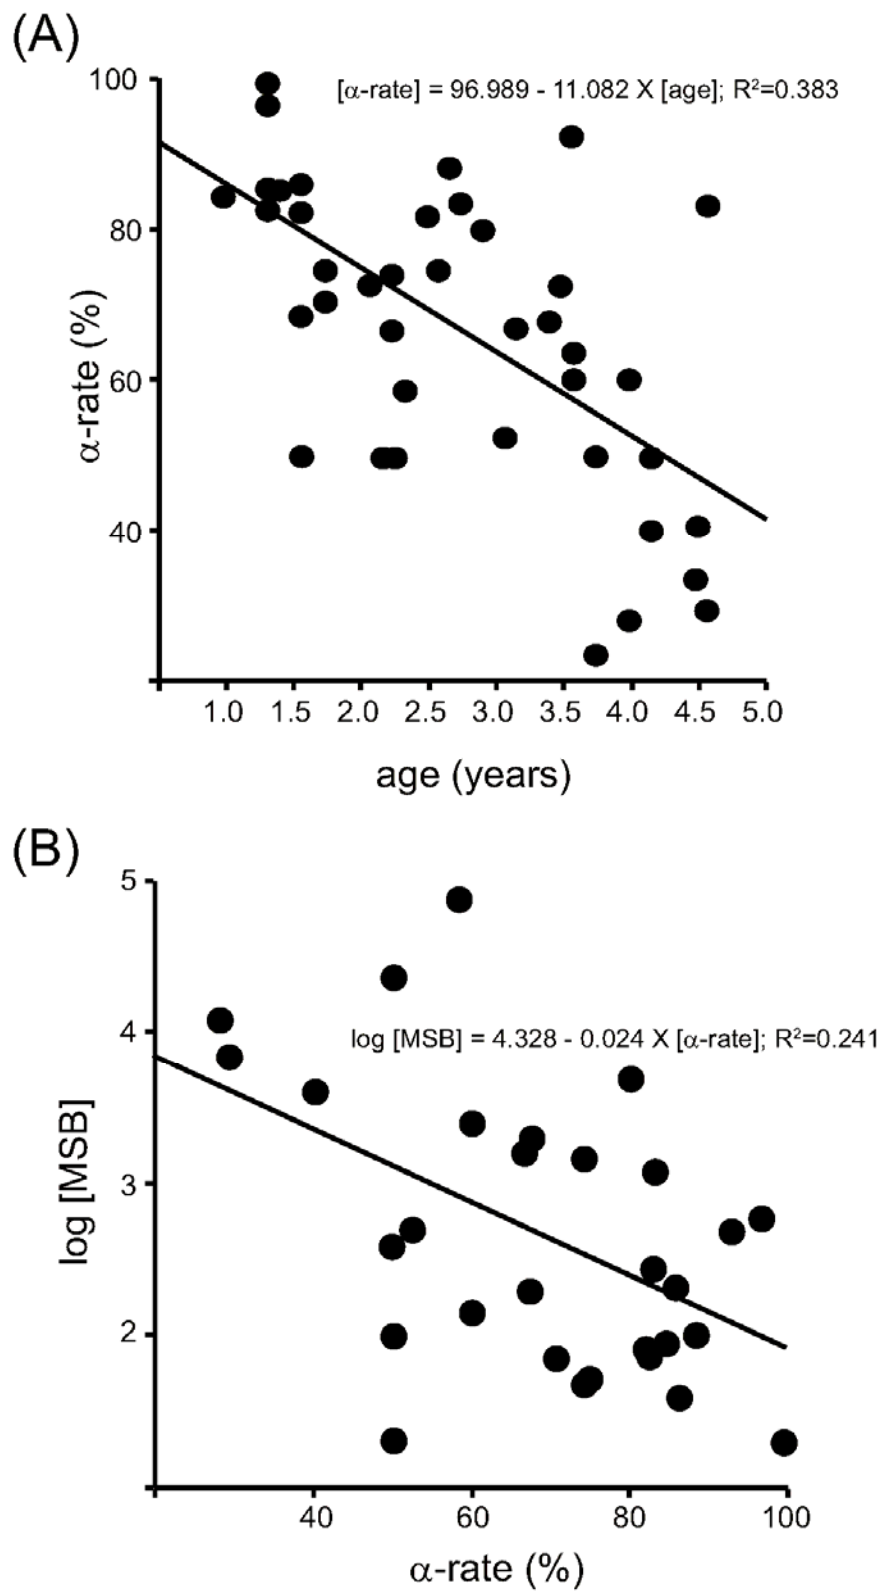 (A)
[α-rate] = 96.989 - 11.082 X [age]; R²=0.383
100
80
60
40
α-rate (%)
1.0 1.5 2.0 2.5 3.0 3.5 4.0 4.5 5.0
age (years)
(B)
log [MSB] = 4.328 - 0.024 X [α-rate]; R²=0.241
5
4
3
2
log [MSB]
40 60 80 100
α-rate (%)